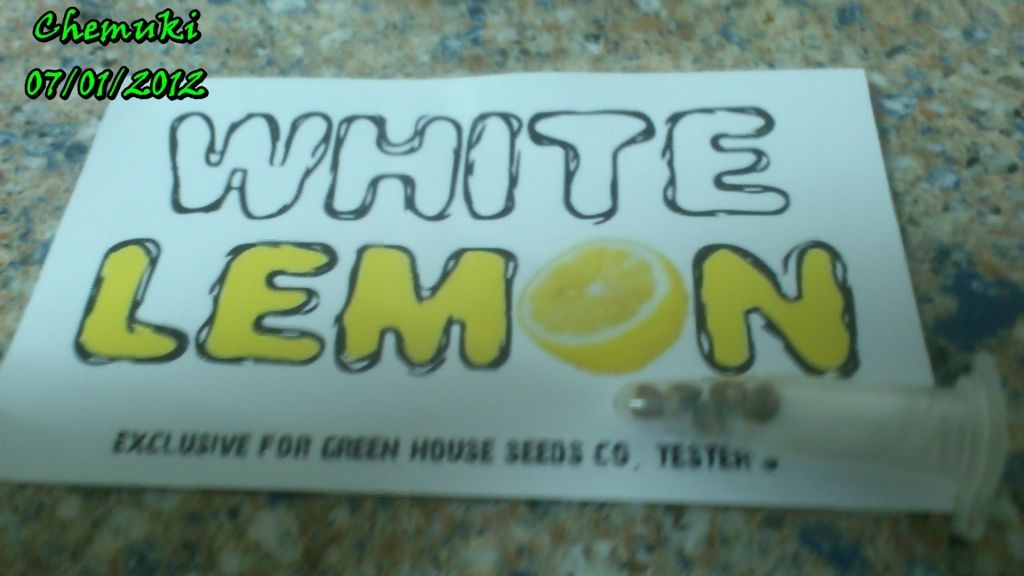 Chemuki
07/01/2012
WHITE
LEMON
EXCLUSIVE FOR GREEN HOUSE SEEDS CO. TESTER